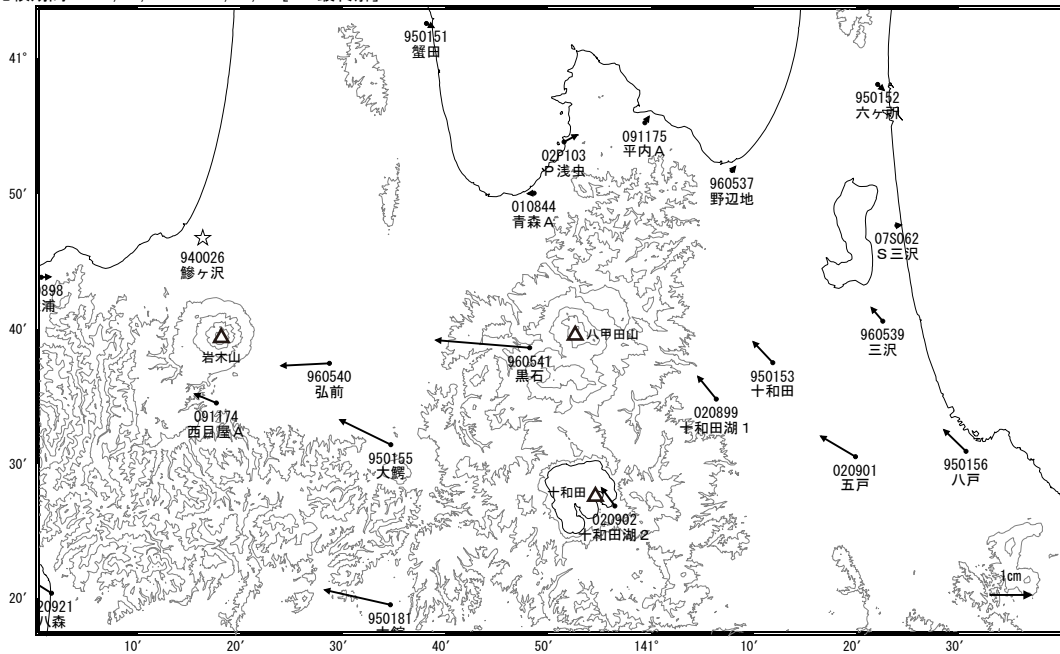 950151
蟹田
41°
950152
六ヶ所
091175
平内A
02P103
P浅虫
960537
野辺地
50′
010844
青森A
07S062
S三沢
940026
鰺ヶ沢
898
浦
40′
八甲田山
岩木山
960539
三沢
960541
黒石
960540
弘前
950153
十和田
091174
西目屋A
020899
十和田湖1
950155
大鰐
020901
五戸
950156
八戸
30′
十和田
020902
十和田湖2
1cm
20′
20921
八森
950181
10′
20′
30′
40′
50′
141°
10′
20′
30′